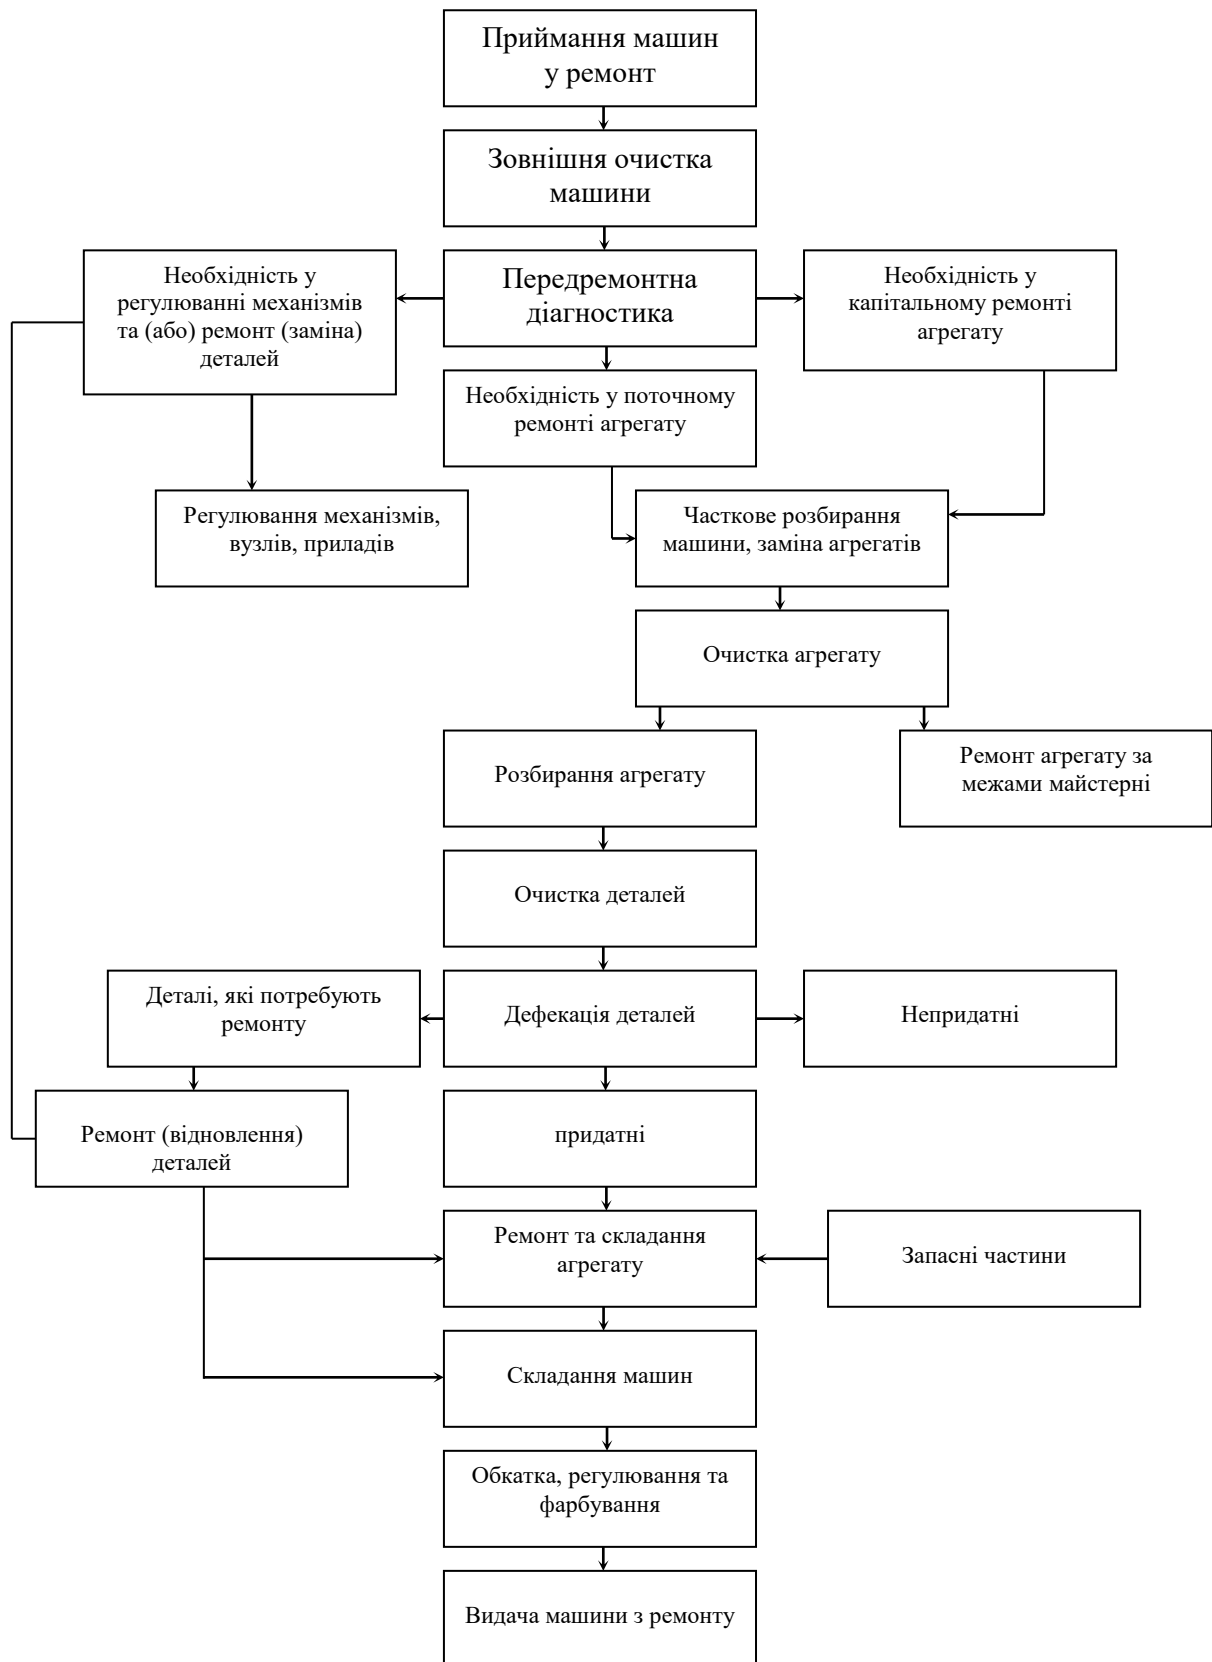 Приймання машин
у ремонт
Зовнішня очистка
машини
Необхідність у
регулюванні механізмів
та (або) ремонт (заміна)
деталей
Передремонтна
діагностика
Необхідність у
капітальному ремонті
агрегату
Необхідність у поточному
ремонті агрегату
Регулювання механізмів,
вузлів, приладів
Часткове розбирання
машини, заміна агрегатів
Очистка агрегату
Розбирання агрегату
Ремонт агрегату за
межами майстерні
Очистка деталей
Деталі, які потребують
ремонту
Дефекація деталей
Непридатні
Ремонт (відновлення)
деталей
придатні
Ремонт та складання
агрегату
Запасні частини
Складання машин
Обкатка, регулювання та
фарбування
Видача машини з ремонту